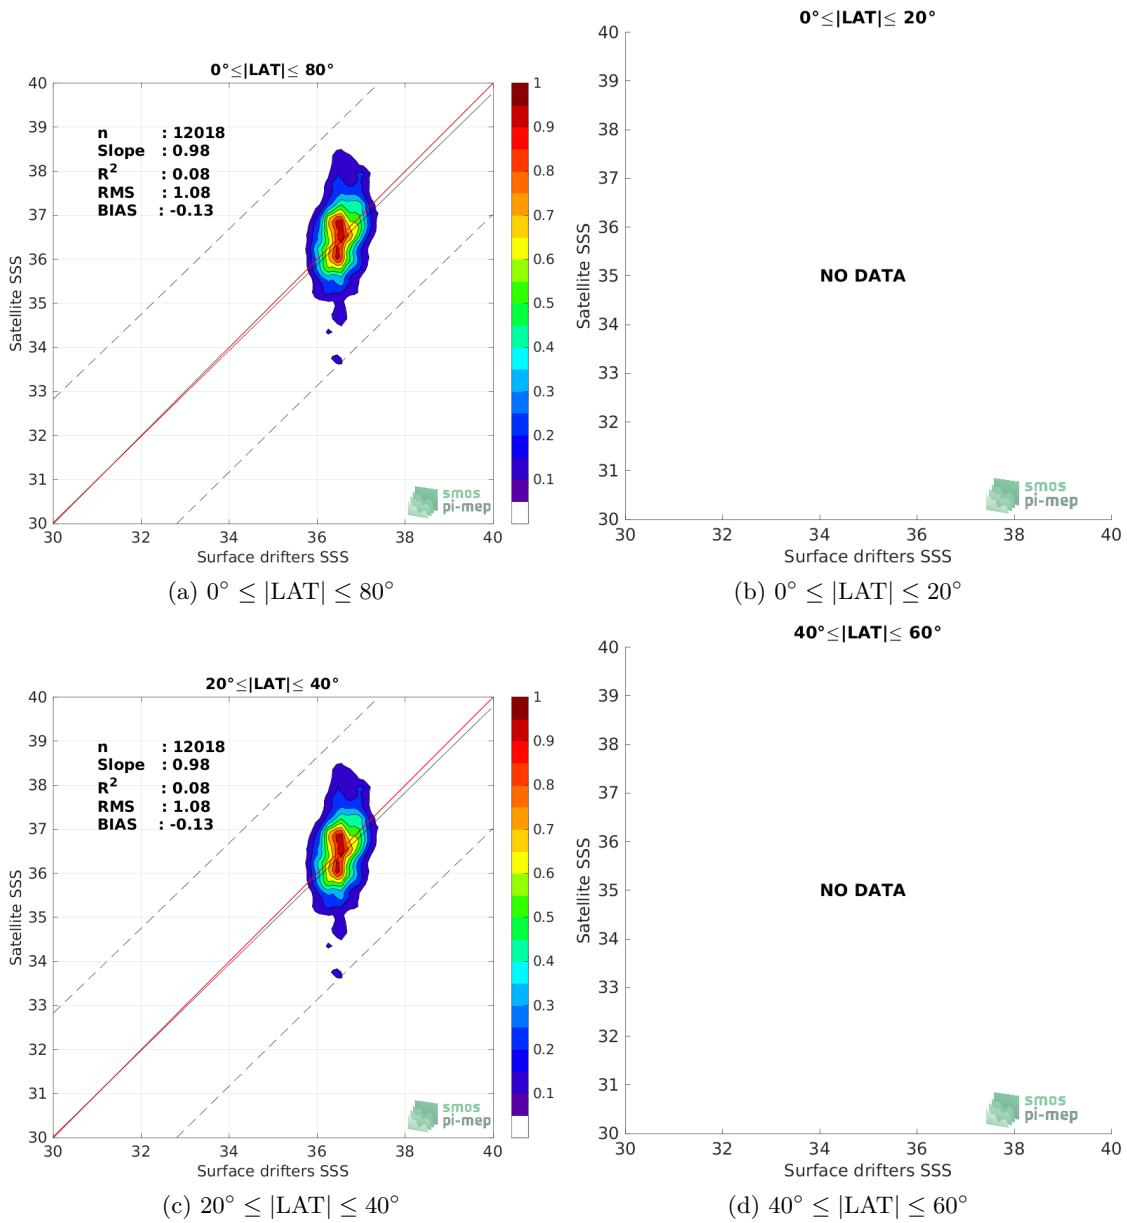 0°≤|LAT|≤ 80°
n : 12018
Slope : 0.98
R² : 0.08
RMS : 1.08
BIAS : -0.13
40
39
38
37
36
35
34
33
32
31
30
30 32 34 36 38 40
Satellite SSS
Surface drifters SSS
1
0.9
0.8
0.7
0.6
0.5
0.4
0.3
0.2
0.1
smos
pi-mep
(a) 0° ≤ |LAT| ≤ 80°
0°≤|LAT|≤ 20°
40
39
38
37
36
35
34
33
32
31
30
30 32 34 36 38 40
Satellite SSS
NO DATA
Surface drifters SSS
smos
pi-mep
(b) 0° ≤ |LAT| ≤ 20°
20°≤|LAT|≤ 40°
n : 12018
Slope : 0.98
R² : 0.08
RMS : 1.08
BIAS : -0.13
40
39
38
37
36
35
34
33
32
31
30
30 32 34 36 38 40
Satellite SSS
Surface drifters SSS
1
0.9
0.8
0.7
0.6
0.5
0.4
0.3
0.2
0.1
smos
pi-mep
(c) 20° ≤ |LAT| ≤ 40°
40°≤|LAT|≤ 60°
40
39
38
37
36
35
34
33
32
31
30
30 32 34 36 38 40
Satellite SSS
NO DATA
Surface drifters SSS
smos
pi-mep
(d) 40° ≤ |LAT| ≤ 60°